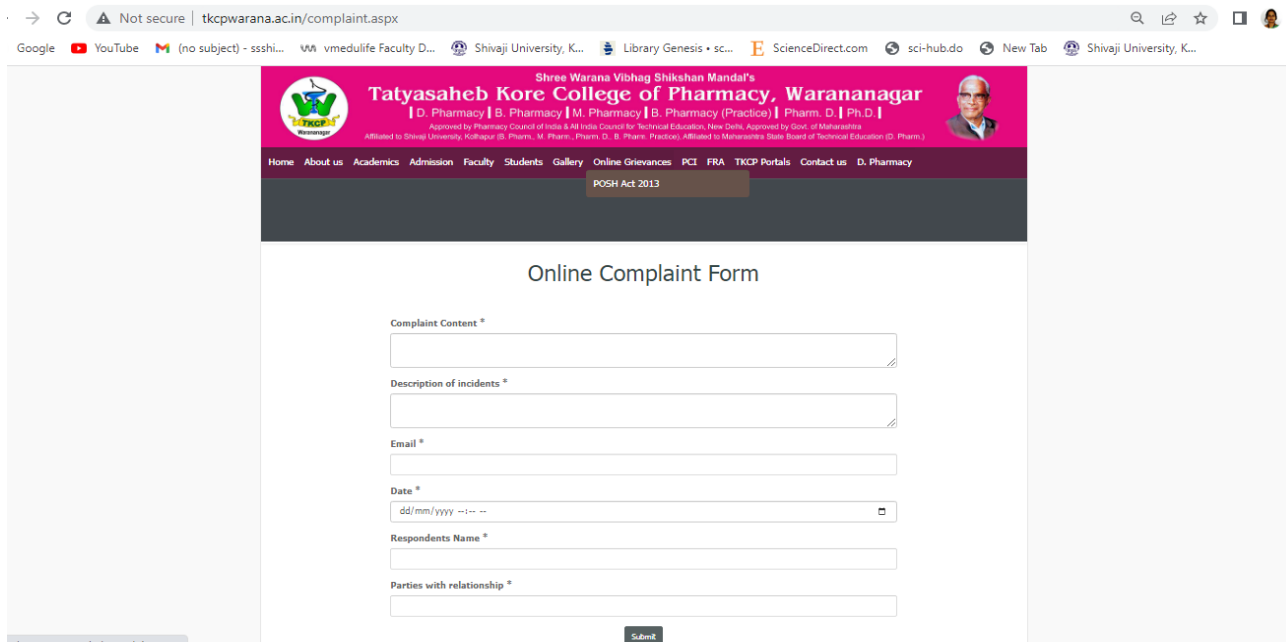 Not secure | tkcpwarana.ac.in/complaint.aspx
Google YouTube (no subject) - ssshi... vmedulife Faculty D... Shivaji University, K... Library Genesis • sc... ScienceDirect.com sci-hub.do New Tab Shivaji University, K...
Shree Warana Vibhag Shikshan Mandal's
Tatyasaheb Kore College of Pharmacy, Warananagar
D. Pharmacy | B. Pharmacy | M. Pharmacy | B. Pharmacy (Practice) | Pharm. D. | Ph.D. |
Approved by Pharmacy Council of India & All India Council for Technical Education, New Delhi, Approved by Govt. of Maharashtra
Affiliated to Shivaji University, Kolhapur (B. Pharm., M. Pharm., Pharm. D., B. Pharm. Practice), Affiliated to Maharashtra State Board of Technical Education (D. Pharm.)
TKCP
Warananagar
Home About us Academics Admission Faculty Students Gallery Online Grievances PCI FRA TKCP Portals Contact us D. Pharmacy
POSH Act 2013
Online Complaint Form
Complaint Content *
Description of incidents *
Email *
Date *
dd/mm/yyyy --:-- --
Respondents Name *
Parties with relationship *
Submit